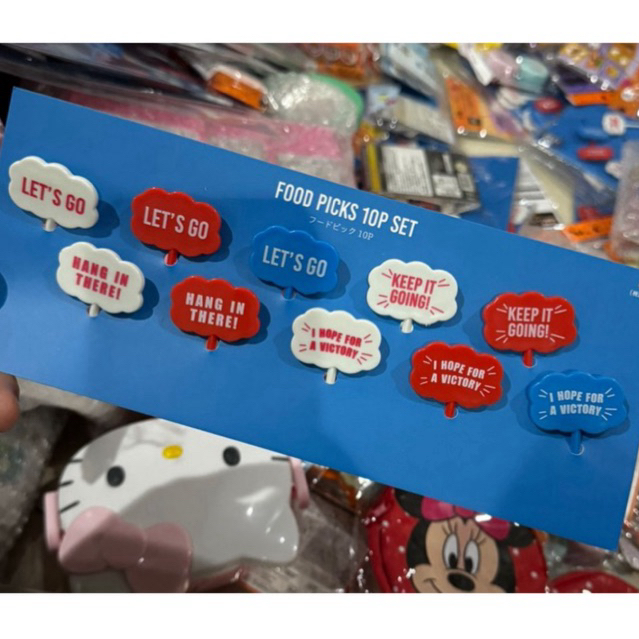 FOOD PICKS 10P SET
フードピック 10P
LET'S GO
LET'S GO
LET'S GO
KEEP IT
GOING!
KEEP IT
GOING!
HANG IN
THERE!
HANG IN
THERE!
I HOPE FOR
A VICTORY
I HOPE FOR
A VICTORY
I HOPE FOR
A VICTORY